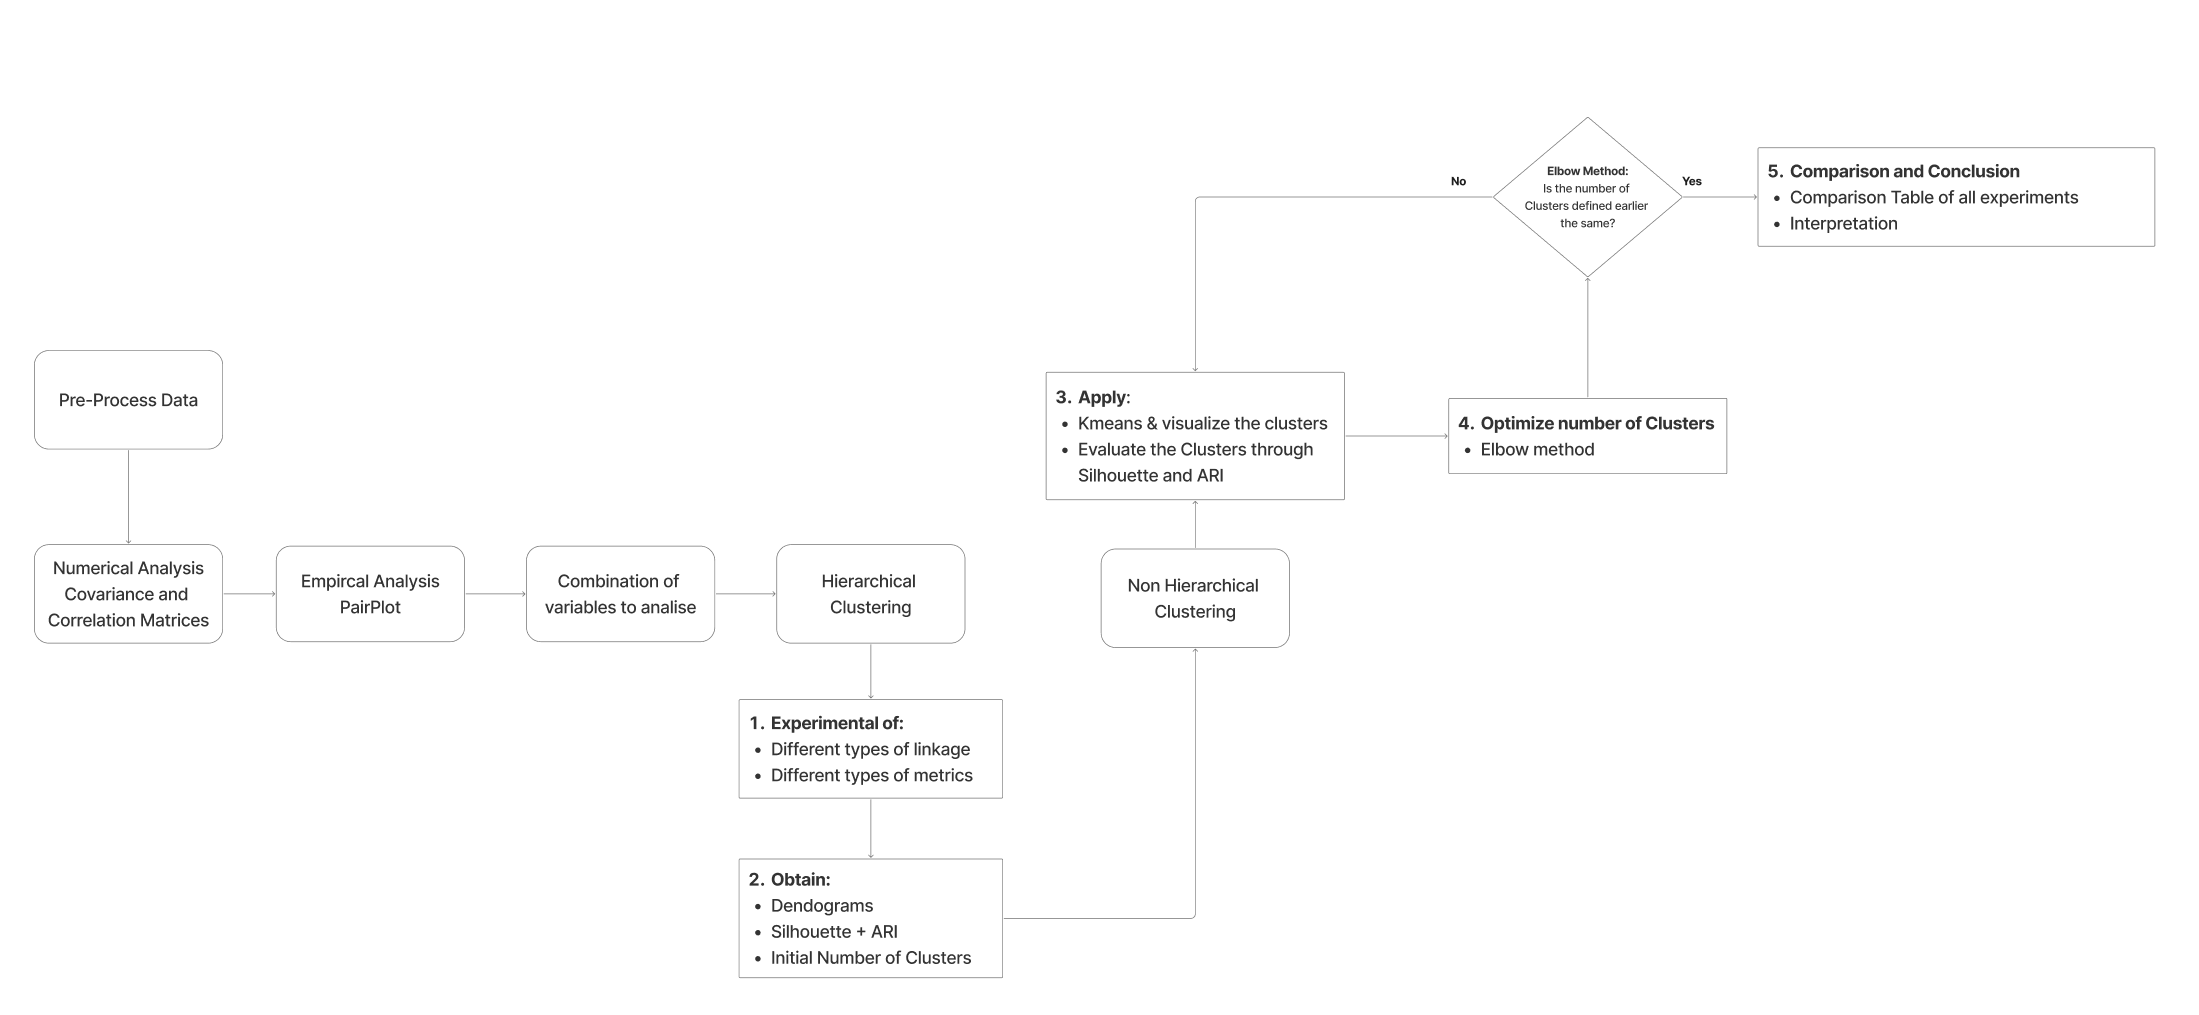 Pre-Process Data
Numerical Analysis
Covariance and
Correlation Matrices
Empircal Analysis
PairPlot
Combination of
variables to analise
Hierarchical
Clustering
1. Experimental of:
• Different types of linkage
• Different types of metrics
2. Obtain:
• Dendograms
• Silhouette + ARI
• Initial Number of Clusters
Non Hierarchical
Clustering
3. Apply:
• Kmeans & visualize the clusters
• Evaluate the Clusters through
Silhouette and ARI
4. Optimize number of Clusters
• Elbow method
Elbow Method:
Is the number of
Clusters defined earlier
the same?
No
Yes
5. Comparison and Conclusion
• Comparison Table of all experiments
• Interpretation